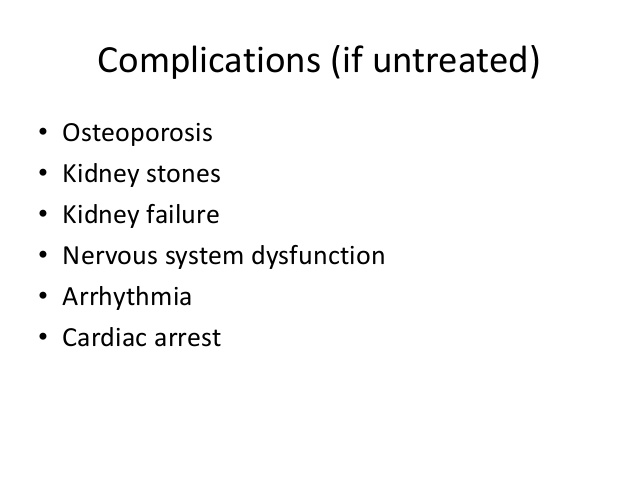 Complications (if untreated)
• Osteoporosis
• Kidney stones
• Kidney failure
• Nervous system dysfunction
• Arrhythmia
• Cardiac arrest